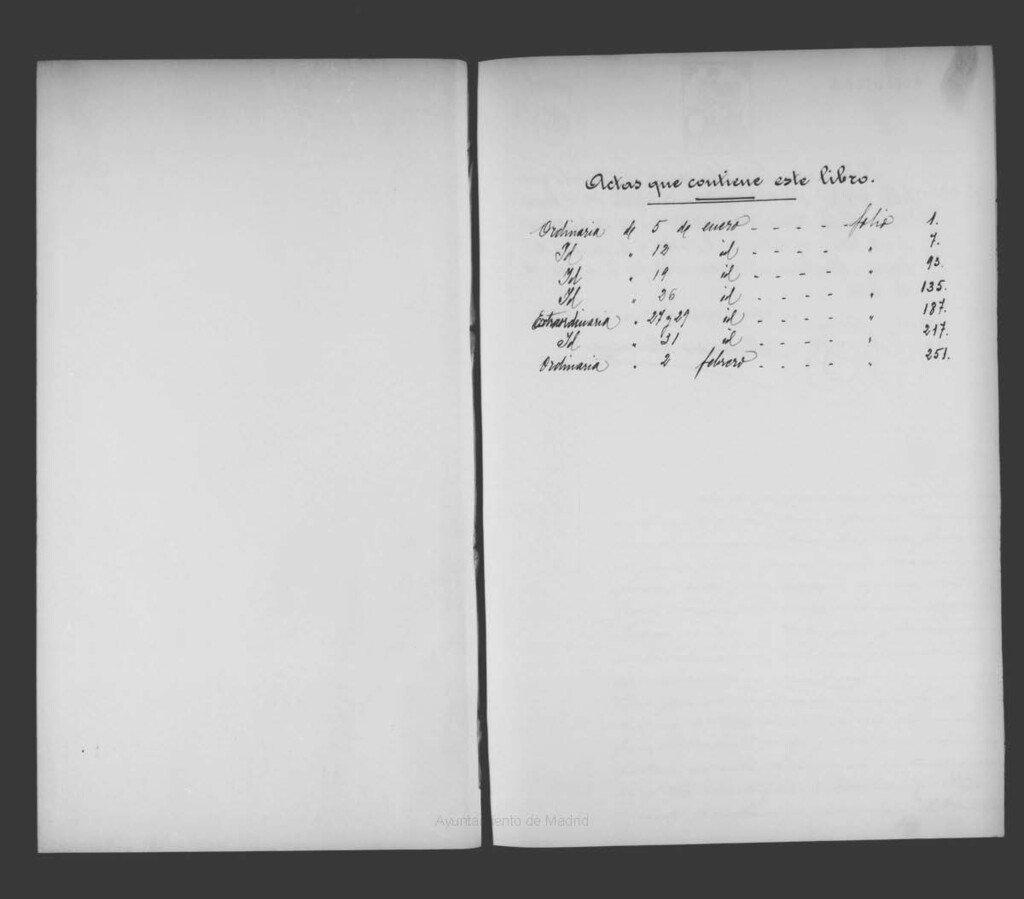 Actas que contiene este libro.
Ordinaria de 5 de enero - - - - folio 1.
Id " 12 id - - - - " 7.
Id " 19 id - - - - " 93.
Id " 26 id - - - - " 135.
Extraordinaria " 27 y 29 id - - - - " 187.
Id " 31 id - - - - " 217.
Ordinaria " 2 febrero - - - - " 251.
Ayuntamiento de Madrid